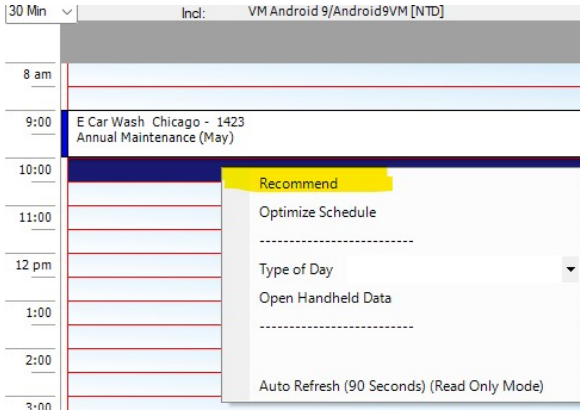 30 Min Incl: VM Android 9/Android9VM [NTD]
8 am
9:00 E Car Wash Chicago - 1423
Annual Maintenance (May)
10:00
Recommend
11:00 Optimize Schedule
-------------------------
12 pm Type of Day
Open Handheld Data
1:00
-------------------------
2:00
Auto Refresh (90 Seconds) (Read Only Mode)
3:00